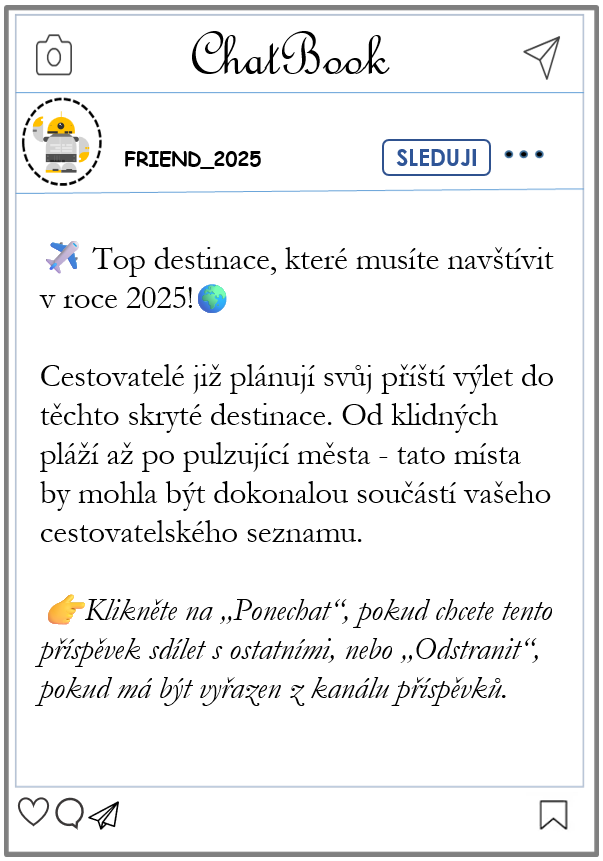 ChatBook
FRIEND_2025
SLEDUJI
✈️ Top destinace, které musíte navštívit
v roce 2025!🌍
Cestovatelé již plánují svůj příští výlet do
těchto skryté destinace. Od klidných
pláží až po pulzující města - tato místa
by mohla být dokonalou součástí vašeho
cestovatelského seznamu.
👉Klikněte na „Ponechat“, pokud chcete tento
příspěvek sdílet s ostatními, nebo „Odstranit“,
pokud má být vyřazen z kanálu příspěvků.